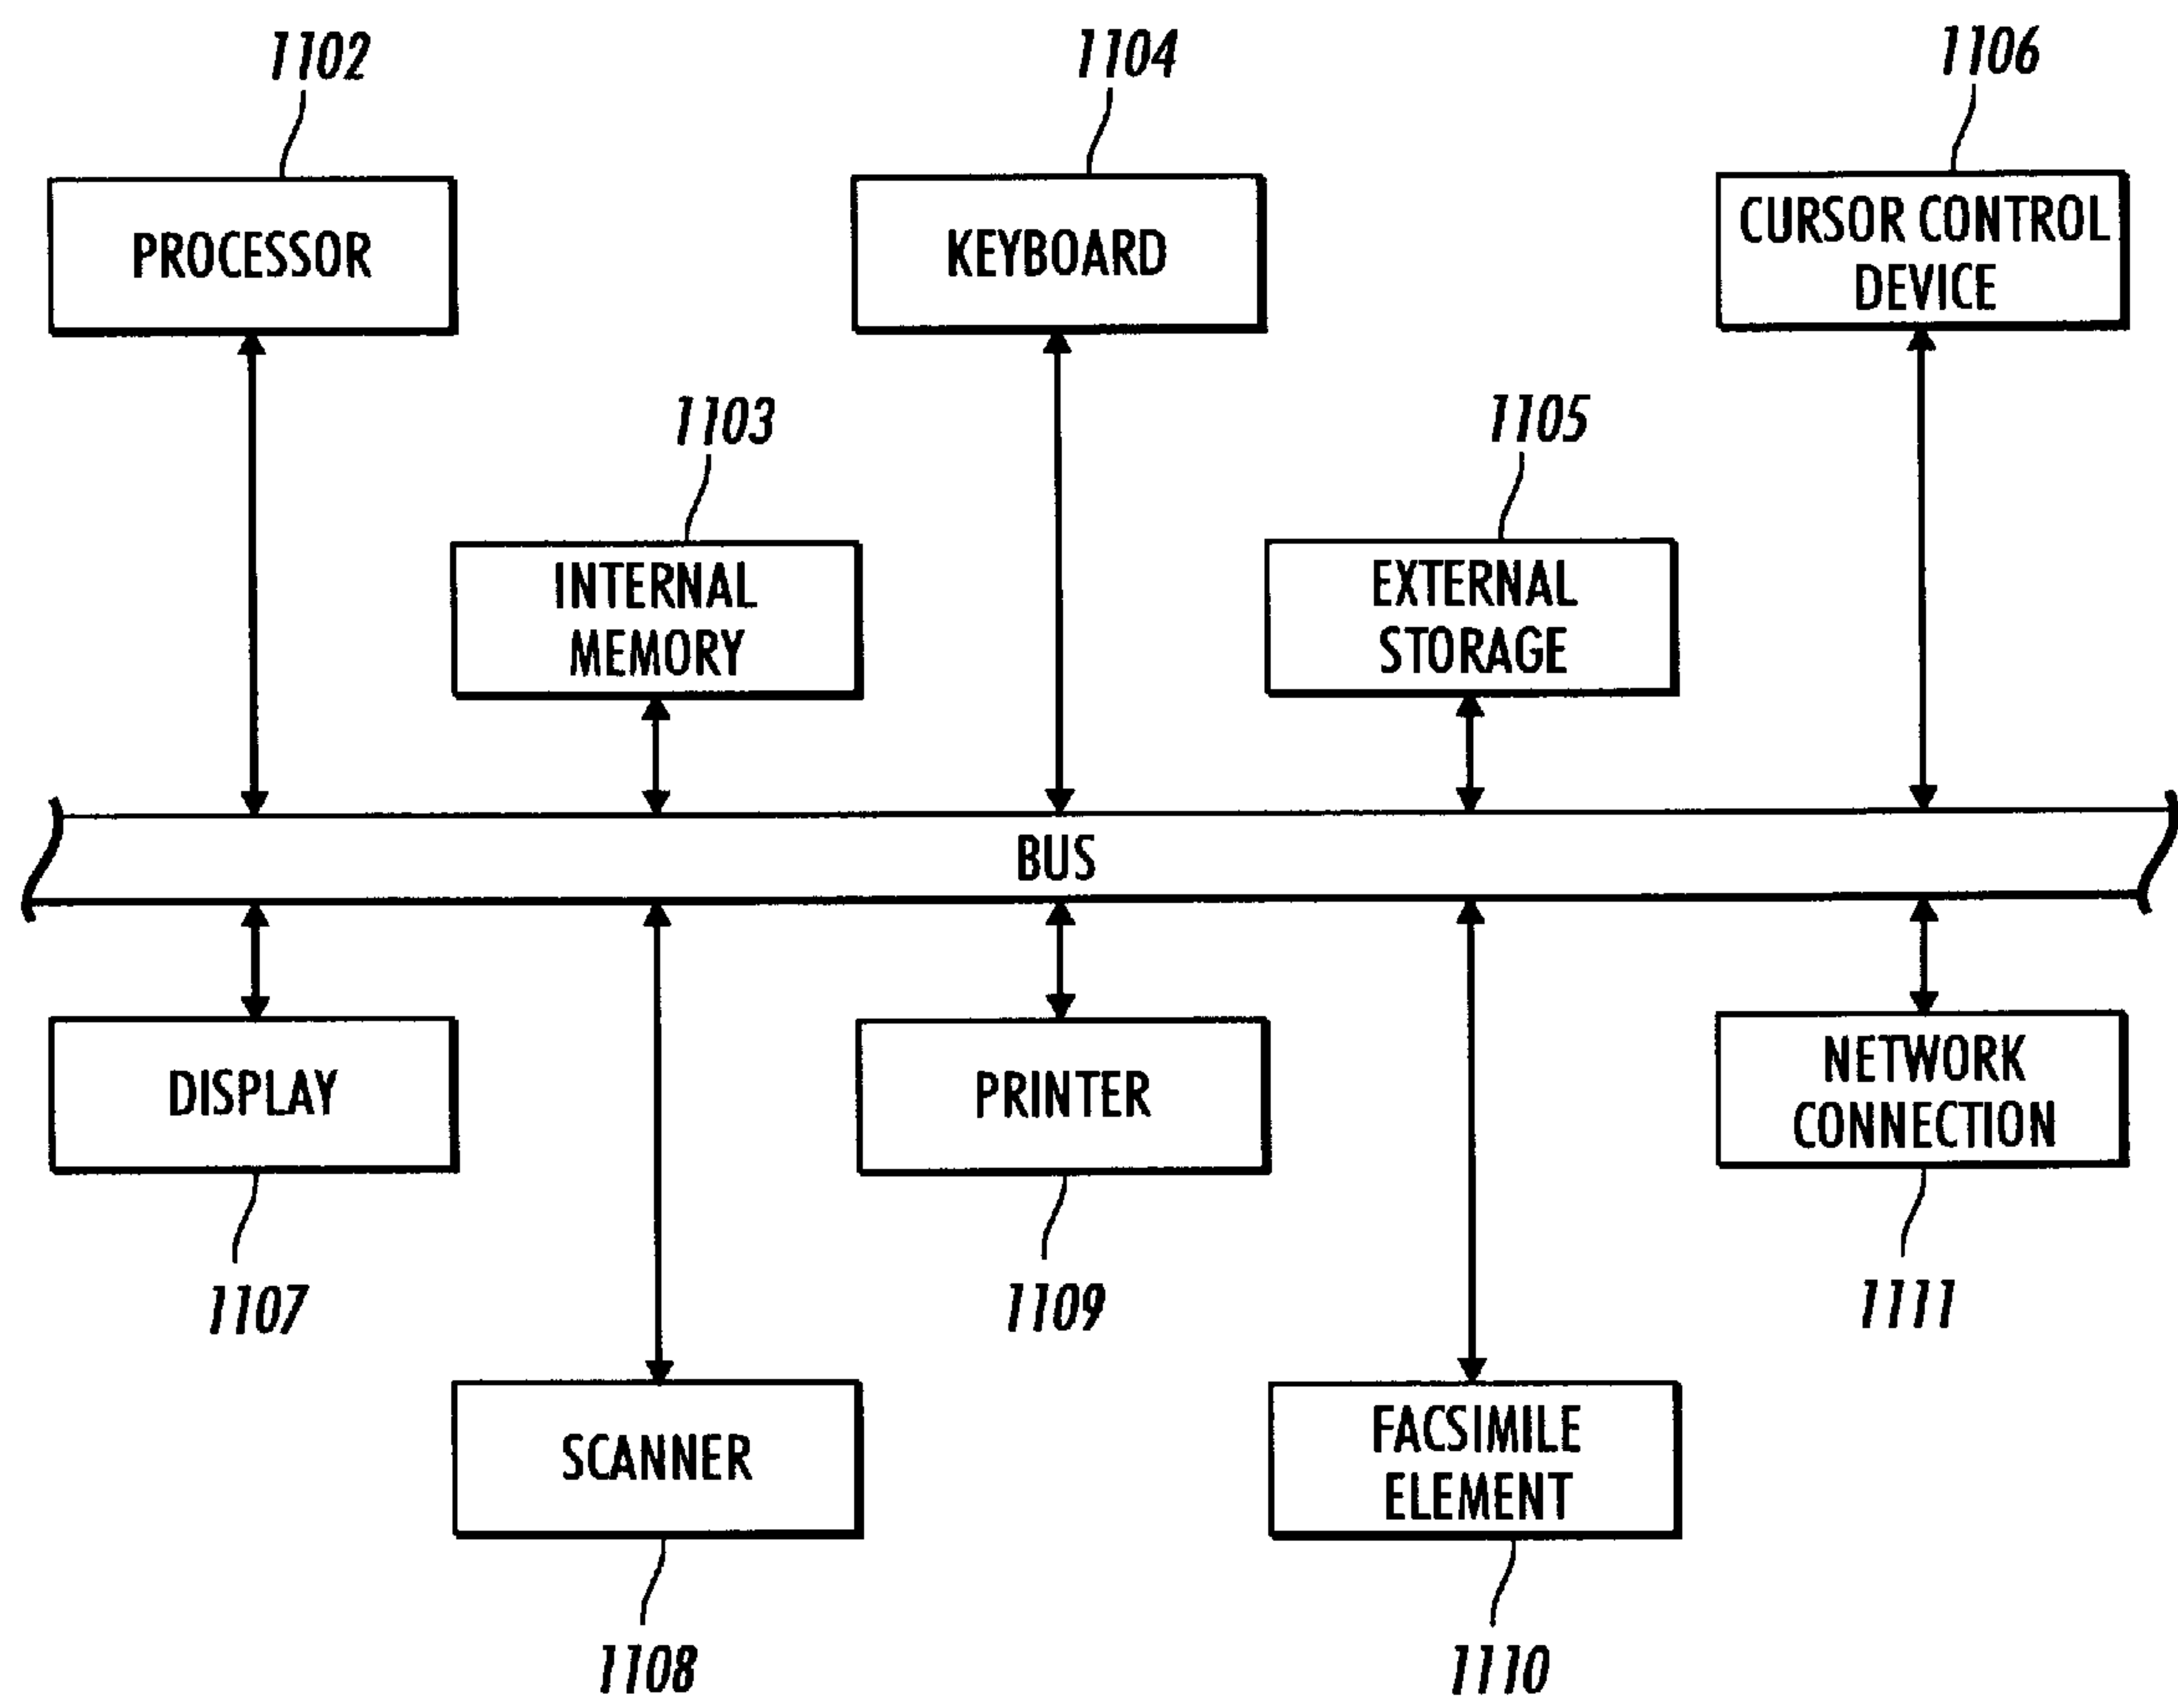 1102
1104
1106
PROCESSOR
KEYBOARD
CURSOR CONTROL
DEVICE
1103
1105
INTERNAL
MEMORY
EXTERNAL
STORAGE
BUS
DISPLAY
PRINTER
NETWORK
CONNECTION
1107
1109
1111
SCANNER
FACSIMILE
ELEMENT
1108
1110